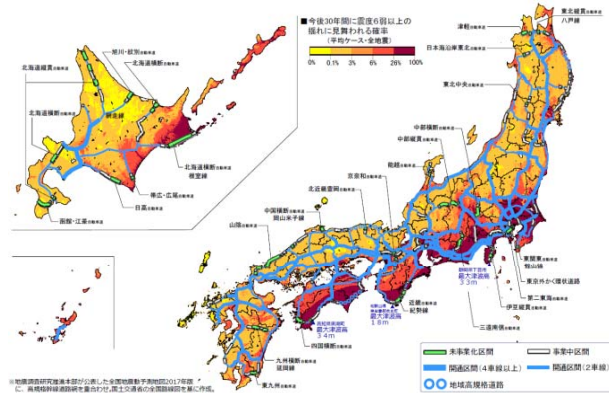 ■今後30年間に震度6弱以上の
揺れに見舞われる確率
(平均ケース・全地震)
0%
0.1%
3%
6%
26%
100%
東北縦貫自動車道
八戸線
津軽自動車道
日本海沿岸東北自動車道
東北中央自動車道
中部横断自動車道
中部縦貫自動車道
能越自動車道
京奈和自動車道
北近畿豊岡自動車道
中国横断自動車道
岡山米子線
山陰自動車道
旭川・紋別自動車道
北海道縦貫自動車道
北海道横断自動車道
北海道横断自動車道
北海道横断自動車道
根室線
帯広・広尾自動車道
日高自動車道
函館・江差自動車道
東関東自動車道
館山線
東京外かく環状道路
第二東海自動車道
伊豆縦貫自動車道
三遠南信自動車道
近畿自動車道
紀勢線
四国横断自動車道
九州横断自動車道
延岡線
東九州自動車道
静岡県下田市
最大津波高
33m
最大津波高
18m
高知県黒潮町
最大津波高
34m
未事業化区間
事業中区間
開通区間(4車線以上)
開通区間(2車線)
地域高規格道路
※地震調査研究推進本部が公表した全国地震動予測地図2017年版
に、高規格幹線道路網を重ね合わせ。国土交通省の全国路線図を基に作成。